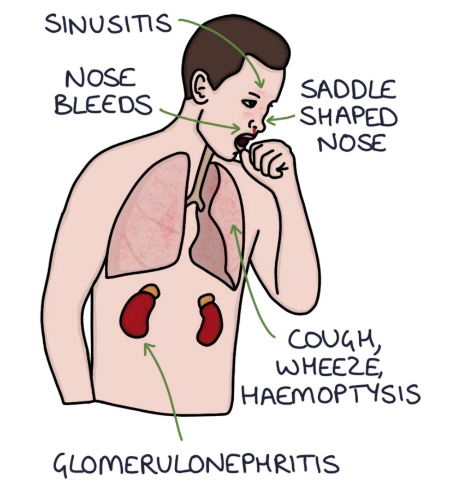 SINUSITIS
NOSE
BLEEDS
SADDLE
SHAPED
NOSE
COUGH,
WHEEZE,
HAEMOPTYSIS
GLOMERULONEPHRITIS